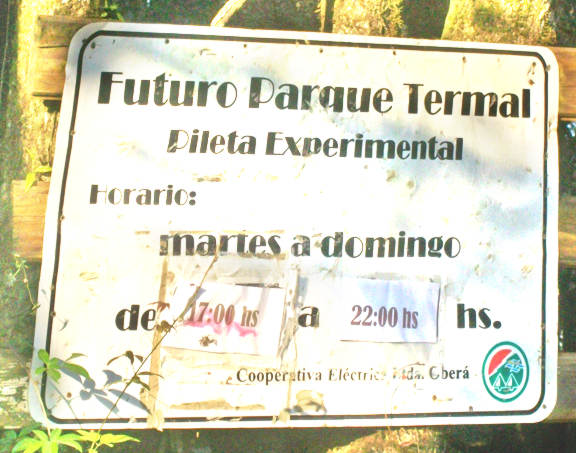 Futuro Parque Termal
Pileta Experimental
Horario:
martes a domingo
de 17:00 hs a 22:00 hs hs.
Cooperativa Eléctrica Ltda. Oberá